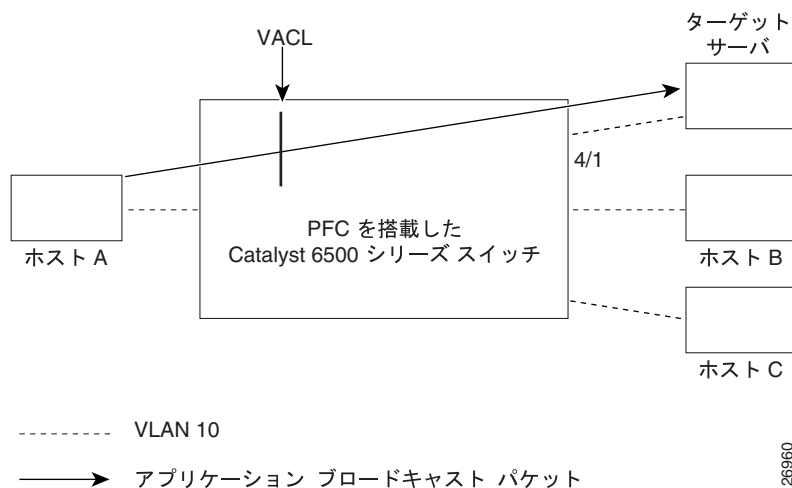 VACL
ターゲット
サーバ
4/1
ホスト A
PFC を搭載した
Catalyst 6500 シリーズ スイッチ
ホスト B
ホスト C
VLAN 10
アプリケーション ブロードキャスト パケット
26960